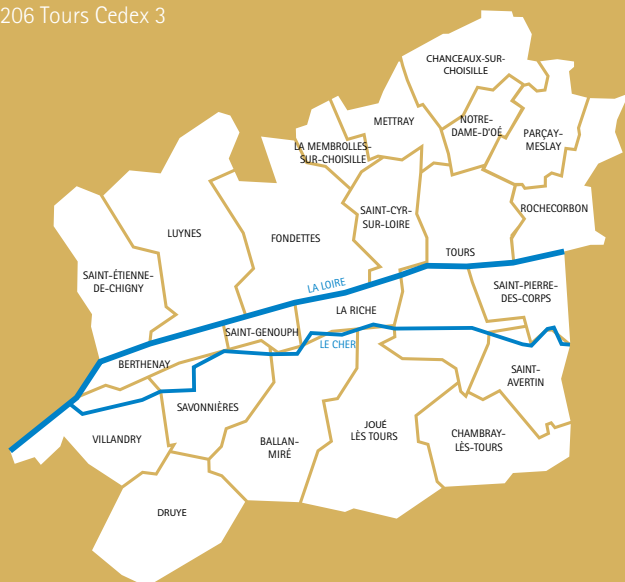 206 Tours Cedex 3
CHANCEAUX-SUR-
CHOISILLE
METTRAY
NOTRE-
DAME-D'OÉ
PARÇAY-
MESLAY
LA MEMBROLLES-
SUR-CHOISILLE
SAINT-CYR-
SUR-LOIRE
ROCHECORBON
LUYNES
FONDETTES
TOURS
SAINT-ÉTIENNE-
DE-CHIGNY
LA LOIRE
SAINT-PIERRE-
DES-CORPS
LA RICHE
SAINT-GENOUPH
LE CHER
BERTHENAY
SAINT-
AVERTIN
SAVONNIÈRES
VILLANDRY
BALLAN-
MIRÉ
JOUÉ
LÈS TOURS
CHAMBRAY-
LÈS-TOURS
DRUYE